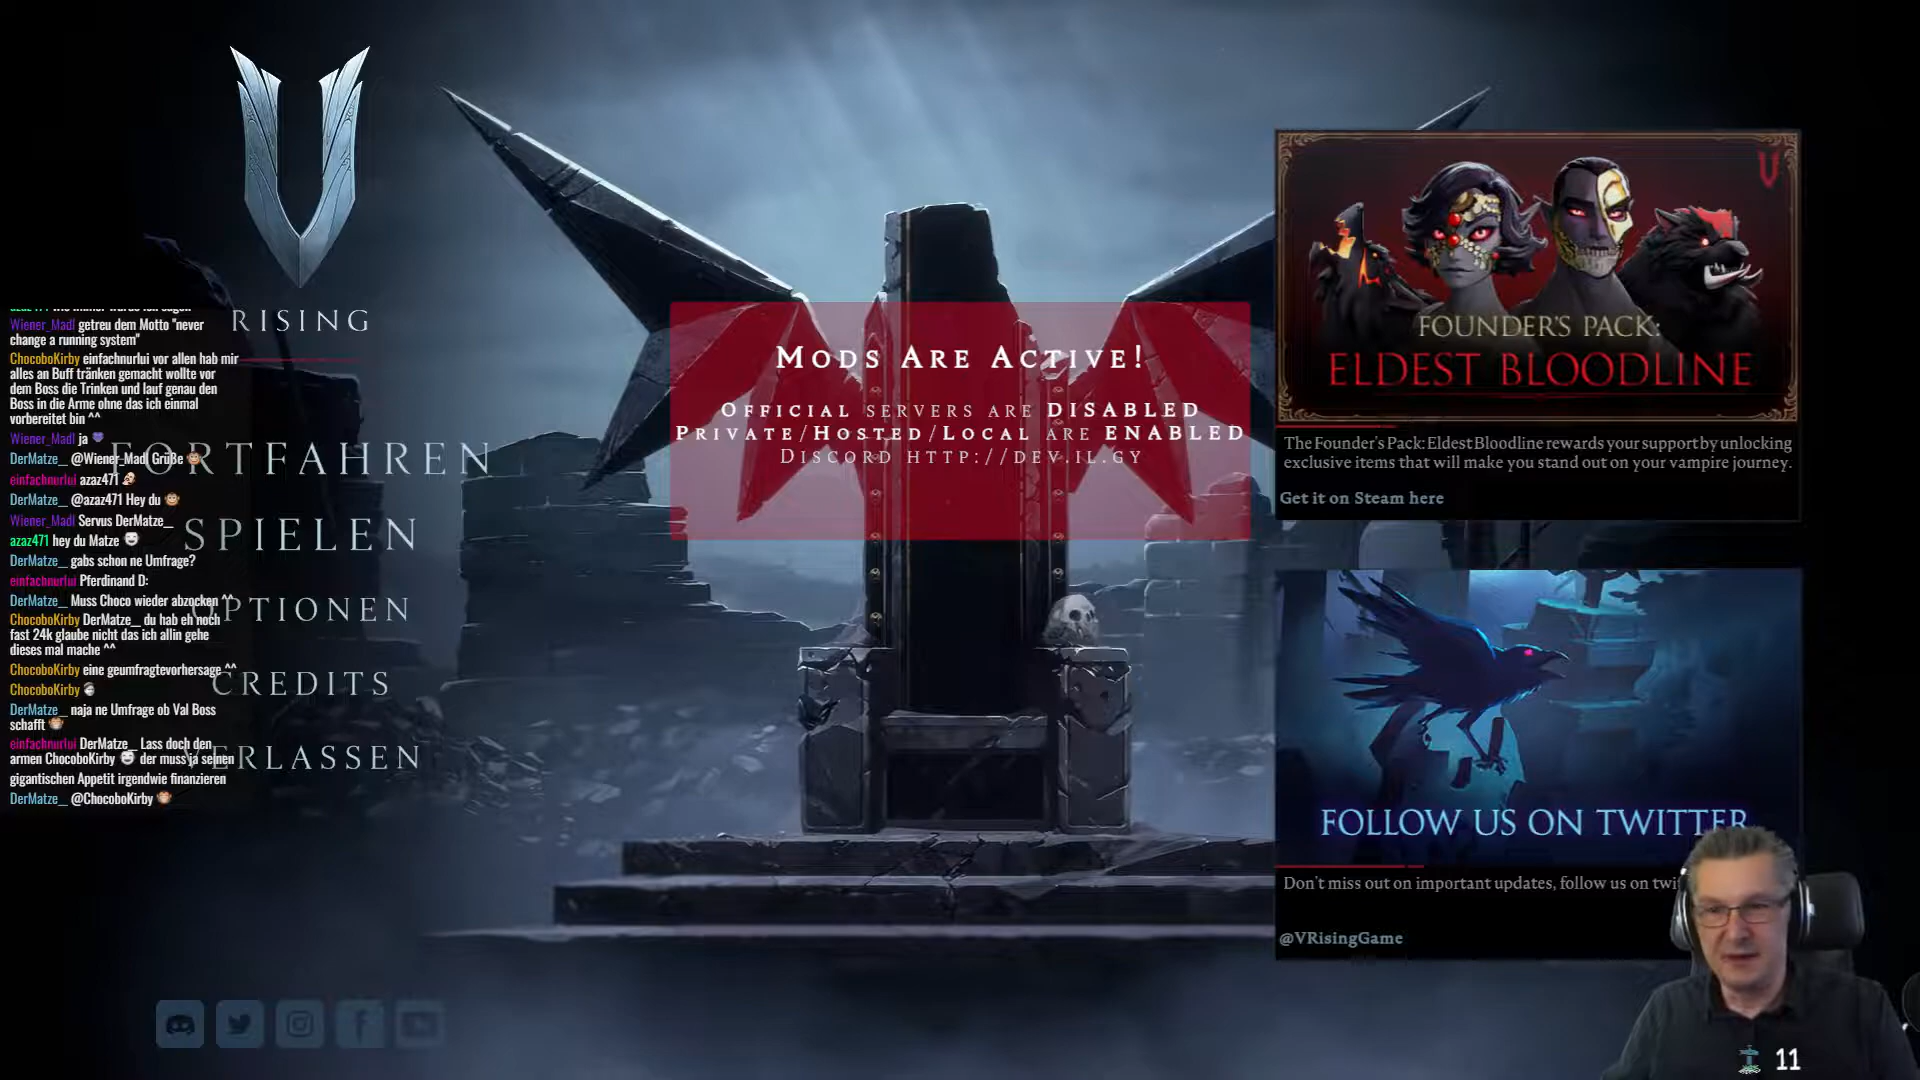 RISING
Wiener_Madl getreu dem Motto "never
change a running system"
ChocoboKirby einfachnurlui vor allen hab mir
alles an Buff tränken gemacht wollte vor
dem Boss die Trinken und lauf genau den
Boss in die Arme ohne das ich einmal
vorbereitet bin ^^
Wiener_Madl ja
DerMatze__ @Wiener_Madl Grüße
einfachnurlui azaz471
DerMatze__ @azaz471 Hey du
Wiener_Madl Servus DerMatze__
azaz471 hey du Matze
DerMatze__ gabs schon ne Umfrage?
einfachnurlui Pferdinand D:
DerMatze__ Muss Choco wieder abzocken ^^
ChocoboKirby DerMatze__ du hab eh noch
fast 24k glaube nicht das ich allin gehe
dieses mal mache ^^
ChocoboKirby eine geumfragtevorhersage ^^
ChocoboKirby
DerMatze__ naja ne Umfrage ob Val Boss
schafft
einfachnurlui DerMatze__ Lass doch den
armen ChocoboKirby der muss ja seinen
gigantischen Appetit irgendwie finanzieren
DerMatze__ @ChocoboKirby
FORTFAHREN
SPIELEN
OPTIONEN
CREDITS
VERLASSEN
MODS ARE ACTIVE!
OFFICIAL SERVERS ARE DISABLED
PRIVATE/HOSTED/LOCAL ARE ENABLED
DISCORD HTTP://DEV.IL.GY
FOUNDER'S PACK:
ELDEST BLOODLINE
The Founder's Pack: Eldest Bloodline rewards your support by unlocking
exclusive items that will make you stand out on your vampire journey.
Get it on Steam here
FOLLOW US ON TWITTER
Don't miss out on important updates, follow us on twi
@VRisingGame
11